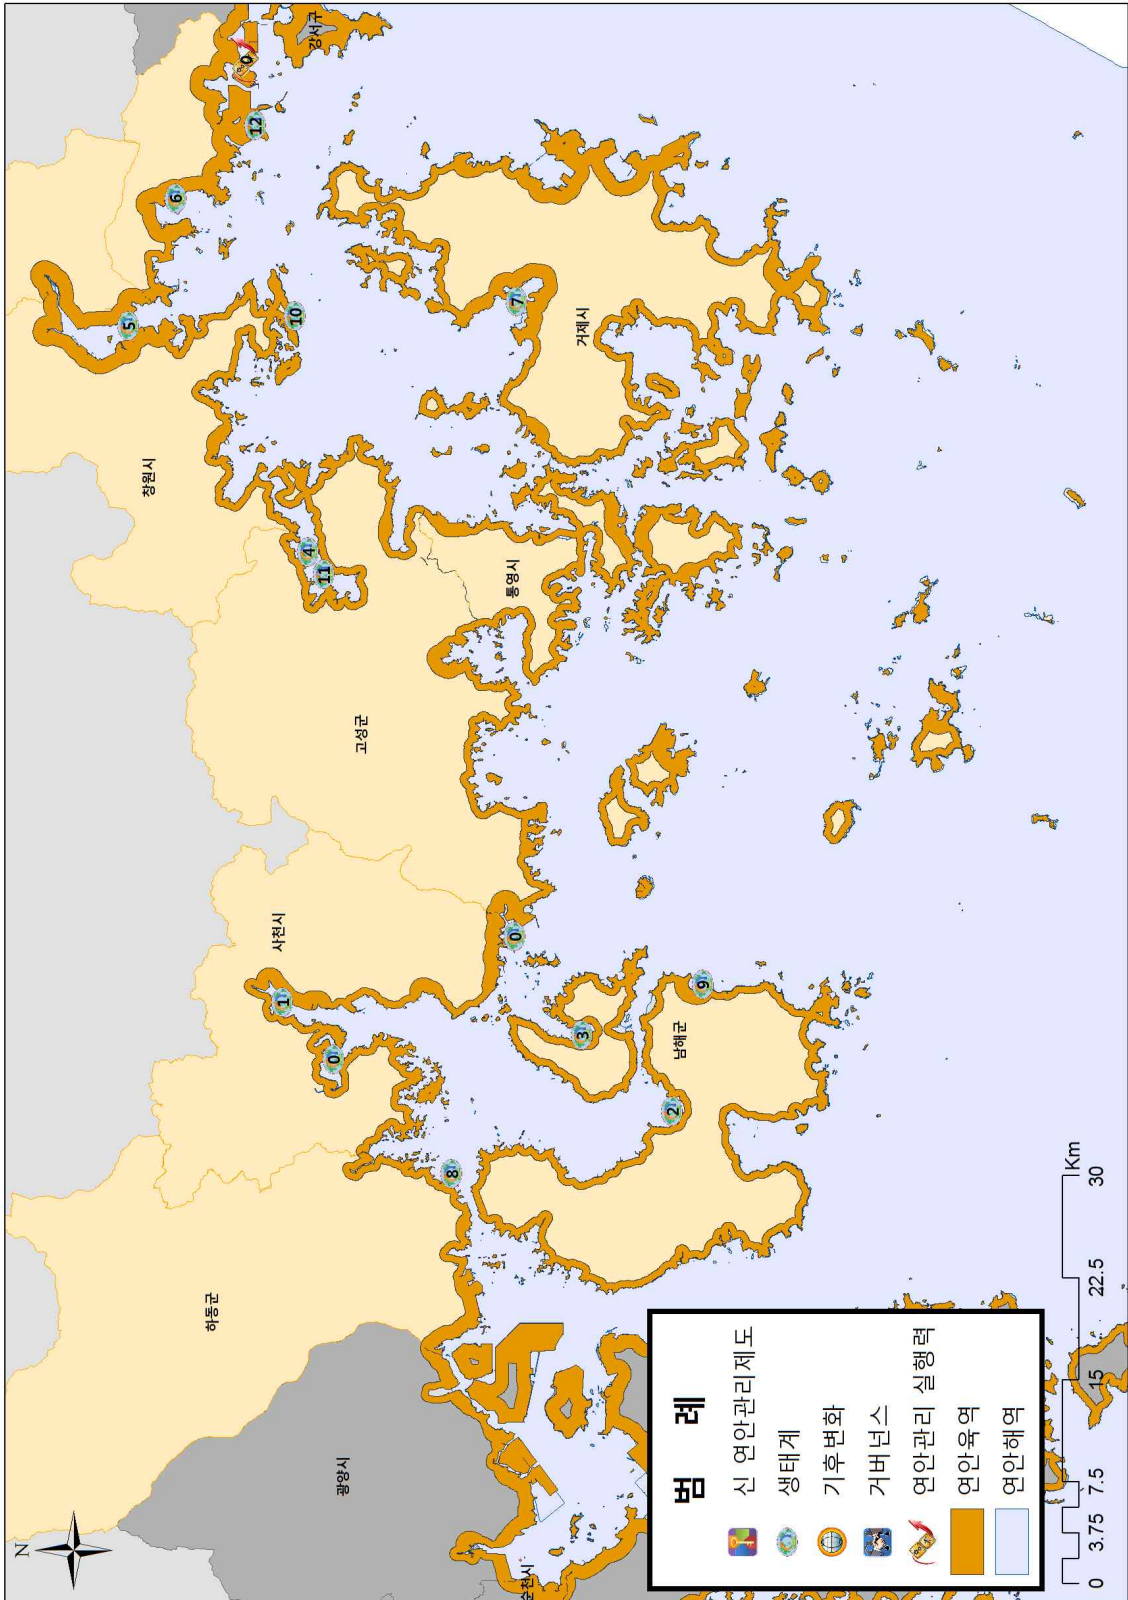 N
하동군
사천시
고성군
창원시
광양시
순천시
남해군
통영시
거제시
강서구
1
0
8
0
3
2
9
11
4
5
10
6
7
12
0
범 례
신 연안관리제도
생태계
기후변화
거버넌스
연안관리 실행력
연안육역
연안해역
0 3.75 7.5 15 22.5 30
Km